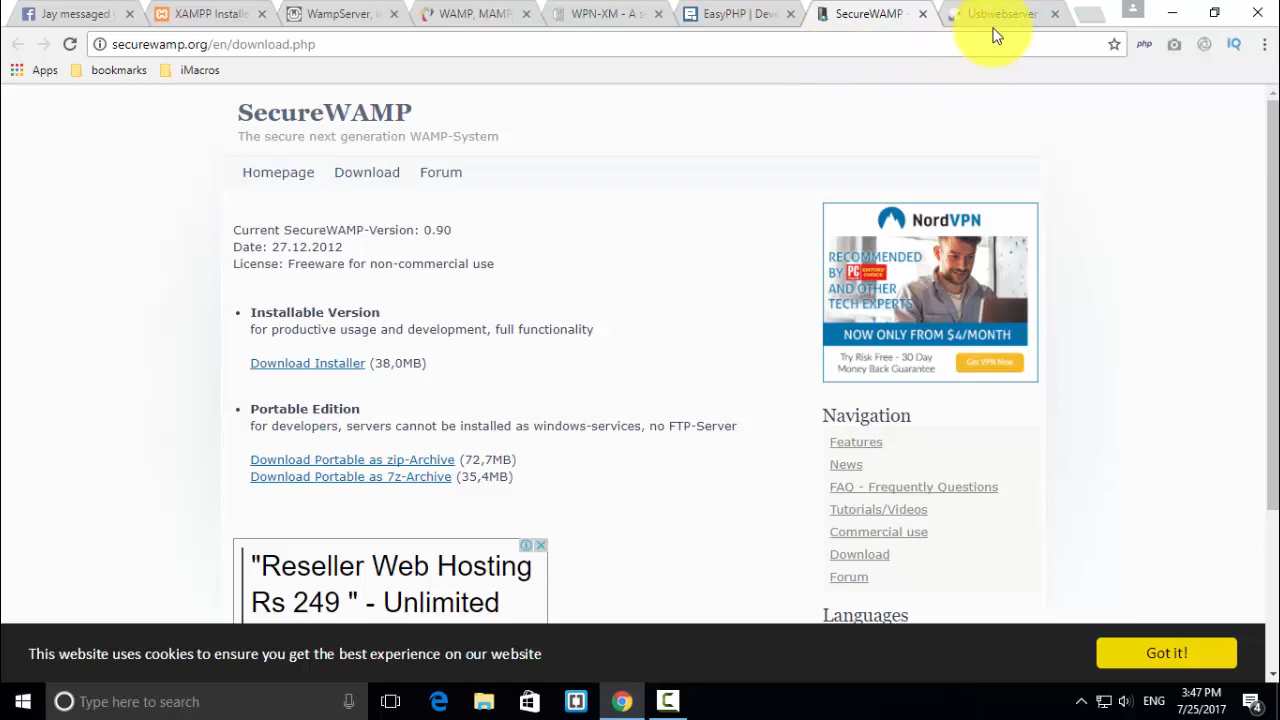 Jay messaged
XAMPP Installe
WampServer, l
WAMP, MAMP
WPN-XM - A s
EasyPHP | Dev
SecureWAMP
Usbwebserver
securewamp.org/en/download.php
php
IQ
Apps
bookmarks
iMacros
SecureWAMP
The secure next generation WAMP-System
Homepage
Download
Forum
Current SecureWAMP-Version: 0.90
Date: 27.12.2012
License: Freeware for non-commercial use
• Installable Version
for productive usage and development, full functionality
Download Installer (38,0MB)
• Portable Edition
for developers, servers cannot be installed as windows-services, no FTP-Server
Download Portable as zip-Archive (72,7MB)
Download Portable as 7z-Archive (35,4MB)
"Reseller Web Hosting
Rs 249 " - Unlimited
NordVPN
RECOMMENDED
BY PC EDITORS' CHOICE
AND OTHER
TECH EXPERTS
NOW ONLY FROM $4/MONTH
Try Risk Free - 30 Day
Money Back Guarantee
Get VPN Now
Navigation
Features
News
FAQ - Frequently Questions
Tutorials/Videos
Commercial use
Download
Forum
Languages
This website uses cookies to ensure you get the best experience on our website
Got it!
Type here to search
ENG
3:47 PM
7/25/2017
4